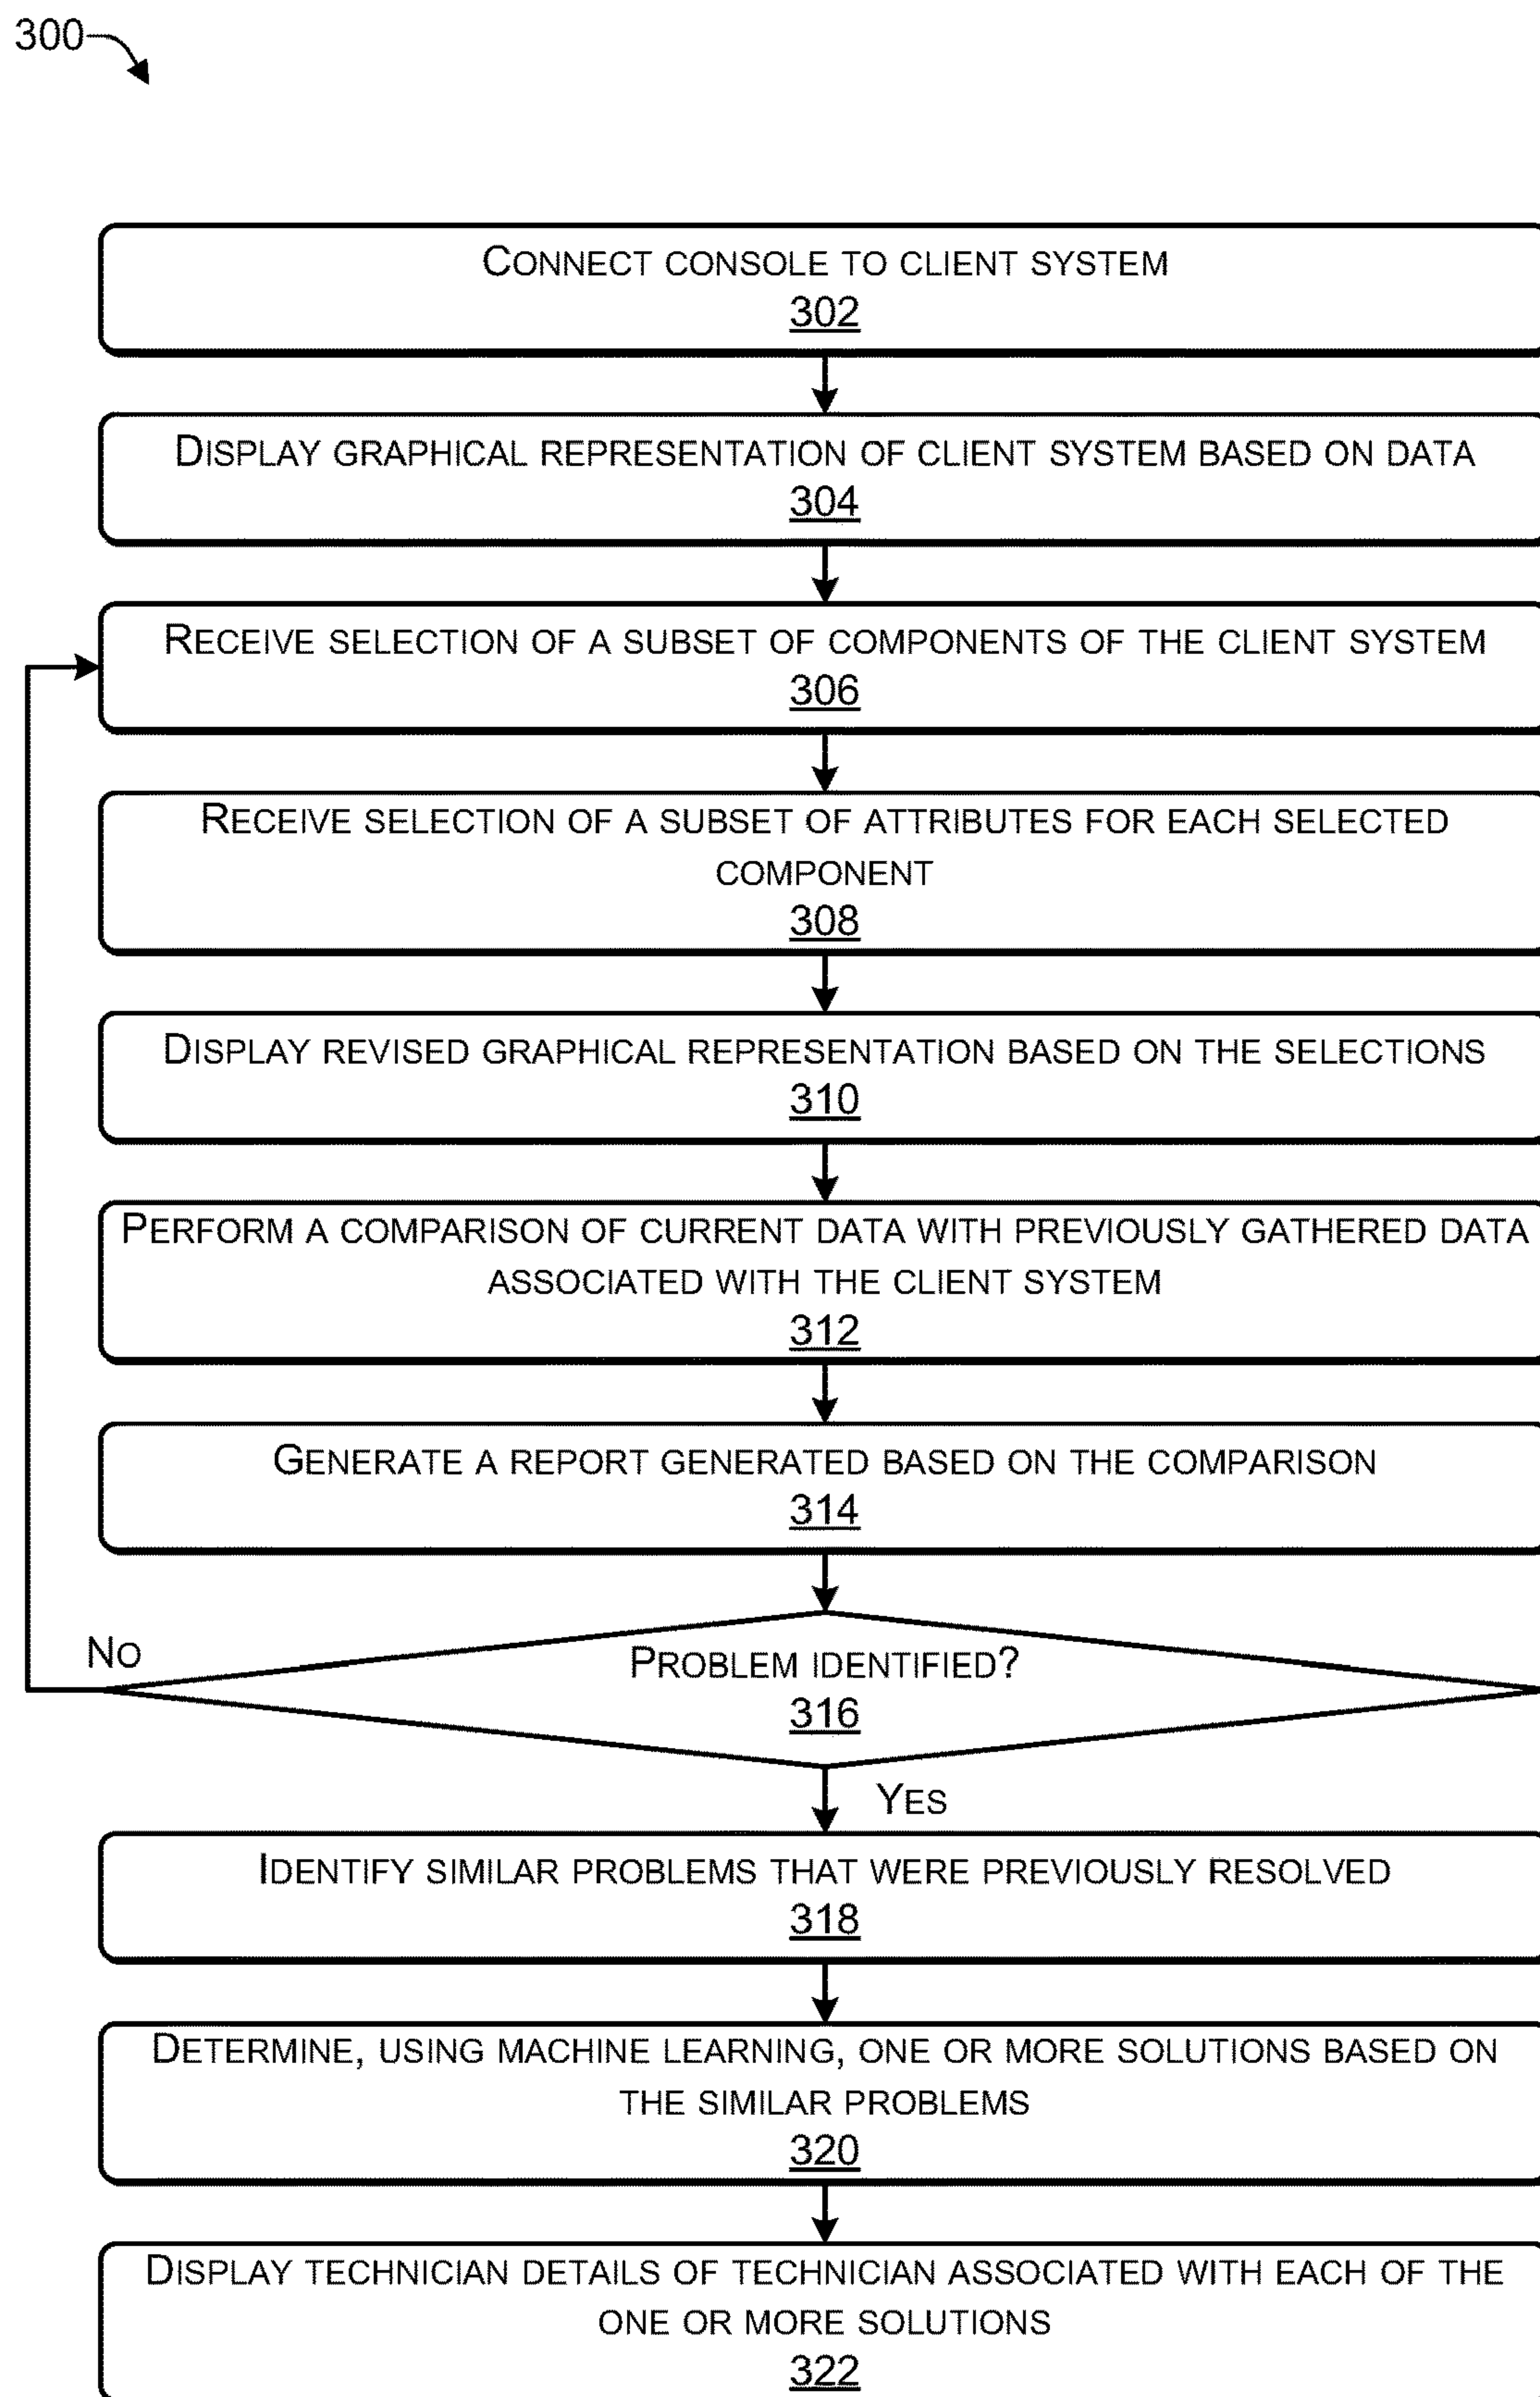 300
CONNECT CONSOLE TO CLIENT SYSTEM
302
DISPLAY GRAPHICAL REPRESENTATION OF CLIENT SYSTEM BASED ON DATA
304
RECEIVE SELECTION OF A SUBSET OF COMPONENTS OF THE CLIENT SYSTEM
306
RECEIVE SELECTION OF A SUBSET OF ATTRIBUTES FOR EACH SELECTED
COMPONENT
308
DISPLAY REVISED GRAPHICAL REPRESENTATION BASED ON THE SELECTIONS
310
PERFORM A COMPARISON OF CURRENT DATA WITH PREVIOUSLY GATHERED DATA
ASSOCIATED WITH THE CLIENT SYSTEM
312
GENERATE A REPORT GENERATED BASED ON THE COMPARISON
314
NO
PROBLEM IDENTIFIED?
316
YES
IDENTIFY SIMILAR PROBLEMS THAT WERE PREVIOUSLY RESOLVED
318
DETERMINE, USING MACHINE LEARNING, ONE OR MORE SOLUTIONS BASED ON
THE SIMILAR PROBLEMS
320
DISPLAY TECHNICIAN DETAILS OF TECHNICIAN ASSOCIATED WITH EACH OF THE
ONE OR MORE SOLUTIONS
322